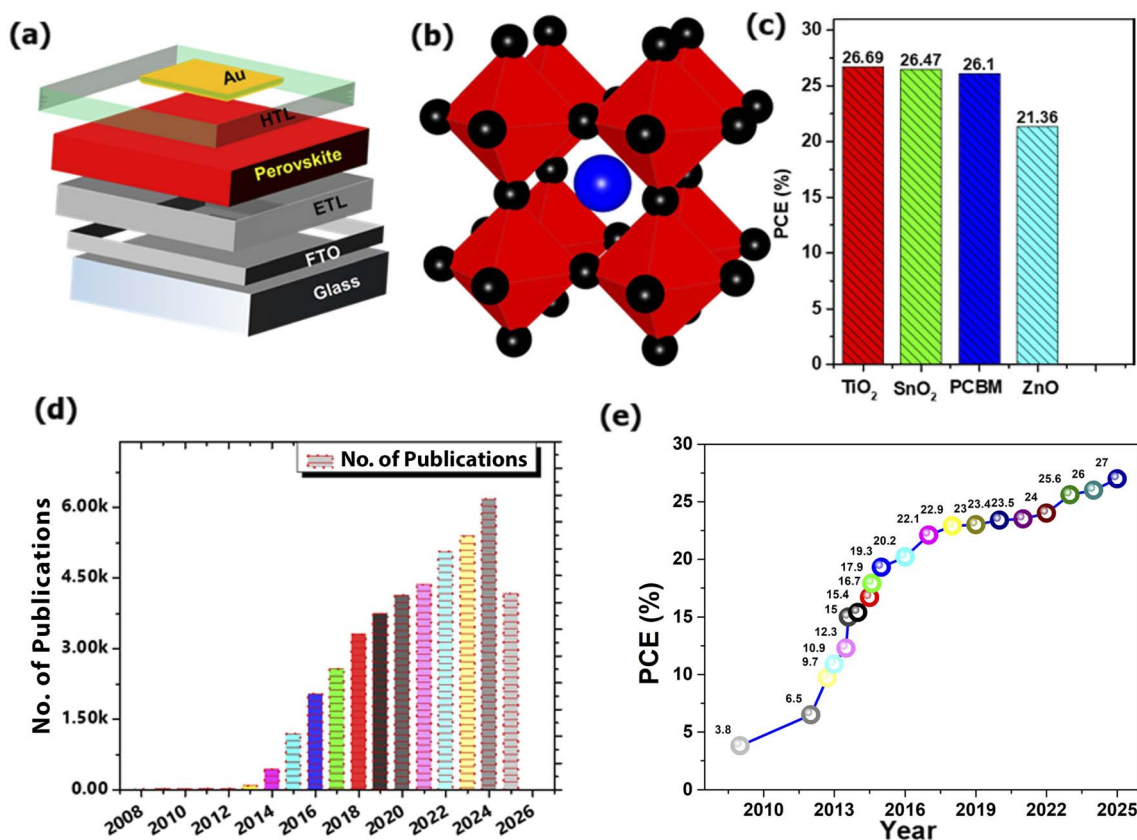 (a)
Au
HTL
Perovskite
ETL
FTO
Glass
(b)
(c)
PCE (%)
30
25
20
15
10
5
0
26.69
26.47
26.1
21.36
TiO₂
SnO₂
PCBM
ZnO
(d)
No. of Publications
No. of Publications
6.00k
4.50k
3.00k
1.50k
0.00
2008
2010
2012
2014
2016
2018
2020
2022
2024
2026
(e)
PCE (%)
30
25
20
15
10
5
0
3.8
6.5
9.7
10.9
12.3
15
15.4
16.7
17.9
19.3
20.2
22.1
22.9
23
23.4
23.5
24
25.6
26
27
2010
2013
2016
2019
2022
2025
Year